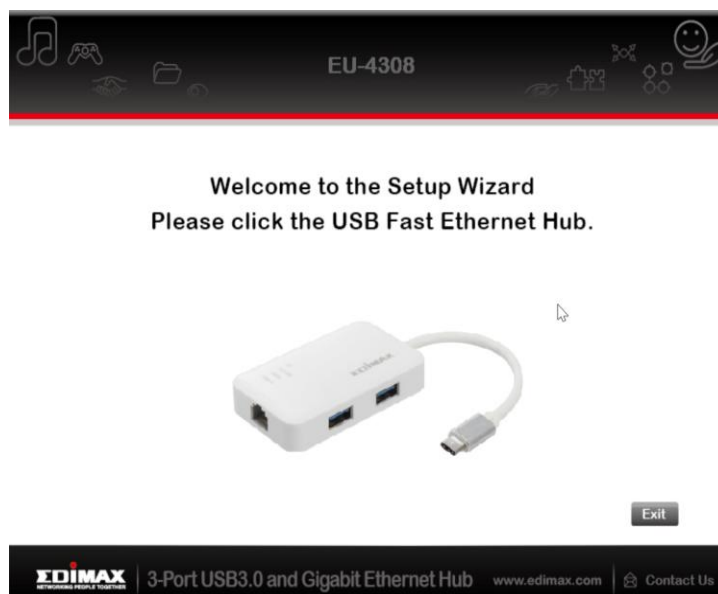 EU-4308
Welcome to the Setup Wizard
Please click the USB Fast Ethernet Hub.
EDIMAX
Exit
EDIMAX
NETWORKING PEOPLE TOGETHER
3-Port USB3.0 and Gigabit Ethernet Hub
www.edimax.com
Contact Us